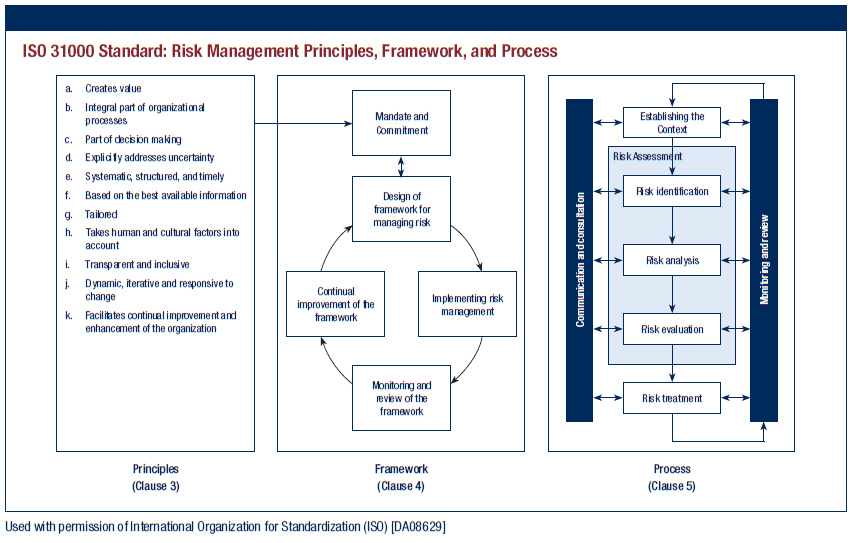 ISO 31000 Standard: Risk Management Principles, Framework, and Process
a. Creates value
b. Integral part of organizational
processes
c. Part of decision making
d. Explicitly addresses uncertainty
e. Systematic, structured, and timely
f. Based on the best available information
g. Tailored
h. Takes human and cultural factors into
account
i. Transparent and inclusive
j. Dynamic, iterative and responsive to
change
k. Facilitates continual improvement and
enhancement of the organization
Principles
(Clause 3)
Mandate and
Commitment
Design of
framework for
managing risk
Continual
improvement of the
framework
Implementing risk
management
Monitoring and
review of the
framework
Framework
(Clause 4)
Communication and consultation
Establishing the
Context
Risk Assessment
Risk identification
Risk analysis
Risk evaluation
Risk treatment
Monitoring and review
Process
(Clause 5)
Used with permission of International Organization for Standardization (ISO) [DA08629]